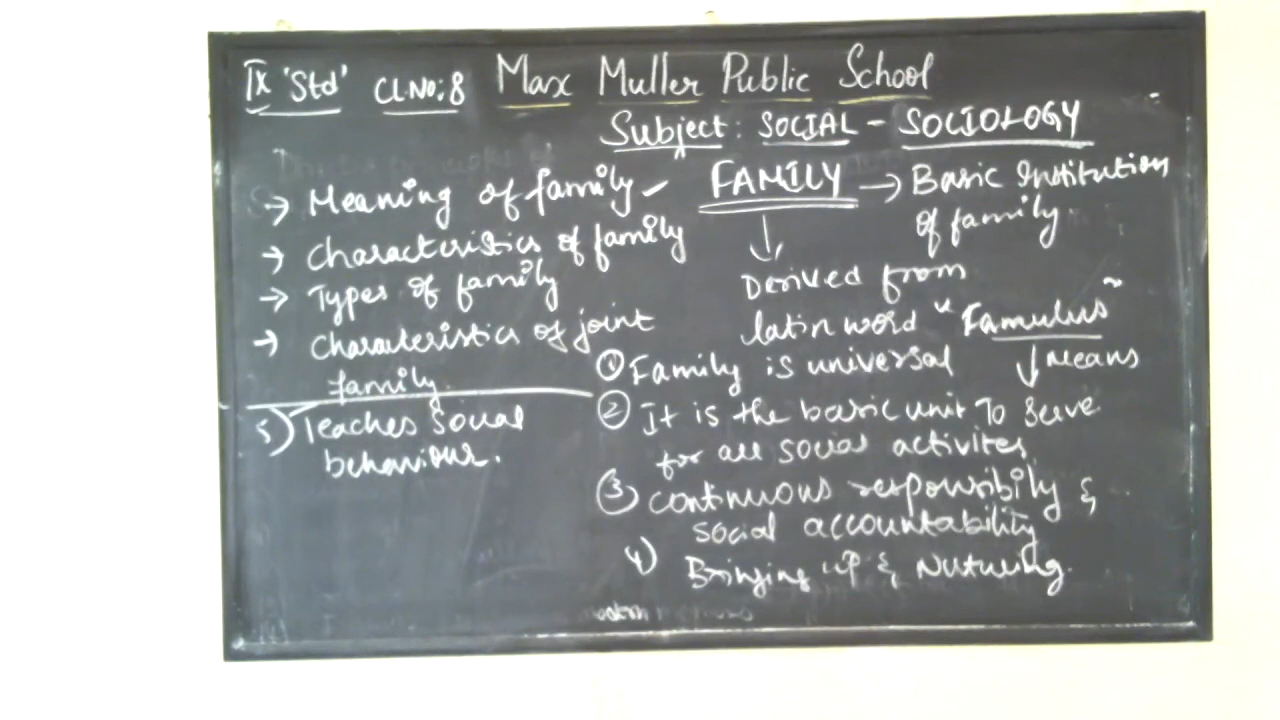 IX 'Std' Cl.No:8 Max Muller Public School
Subject: SOCIAL - SOCIOLOGY
→ Meaning of family
→ Characteristics of family
→ Types of family
→ Characteristics of joint
family.
5) Teaches Social
behaviour.
FAMILY → Basic Institution
of family
↓
Derived from
latin word "Famulus"
↓ Means
① Family is universal
② It is the basic unit To Serve
for all social activites
③ continuous responsibily &
social accountability
4) Bringing up & Nuturing.